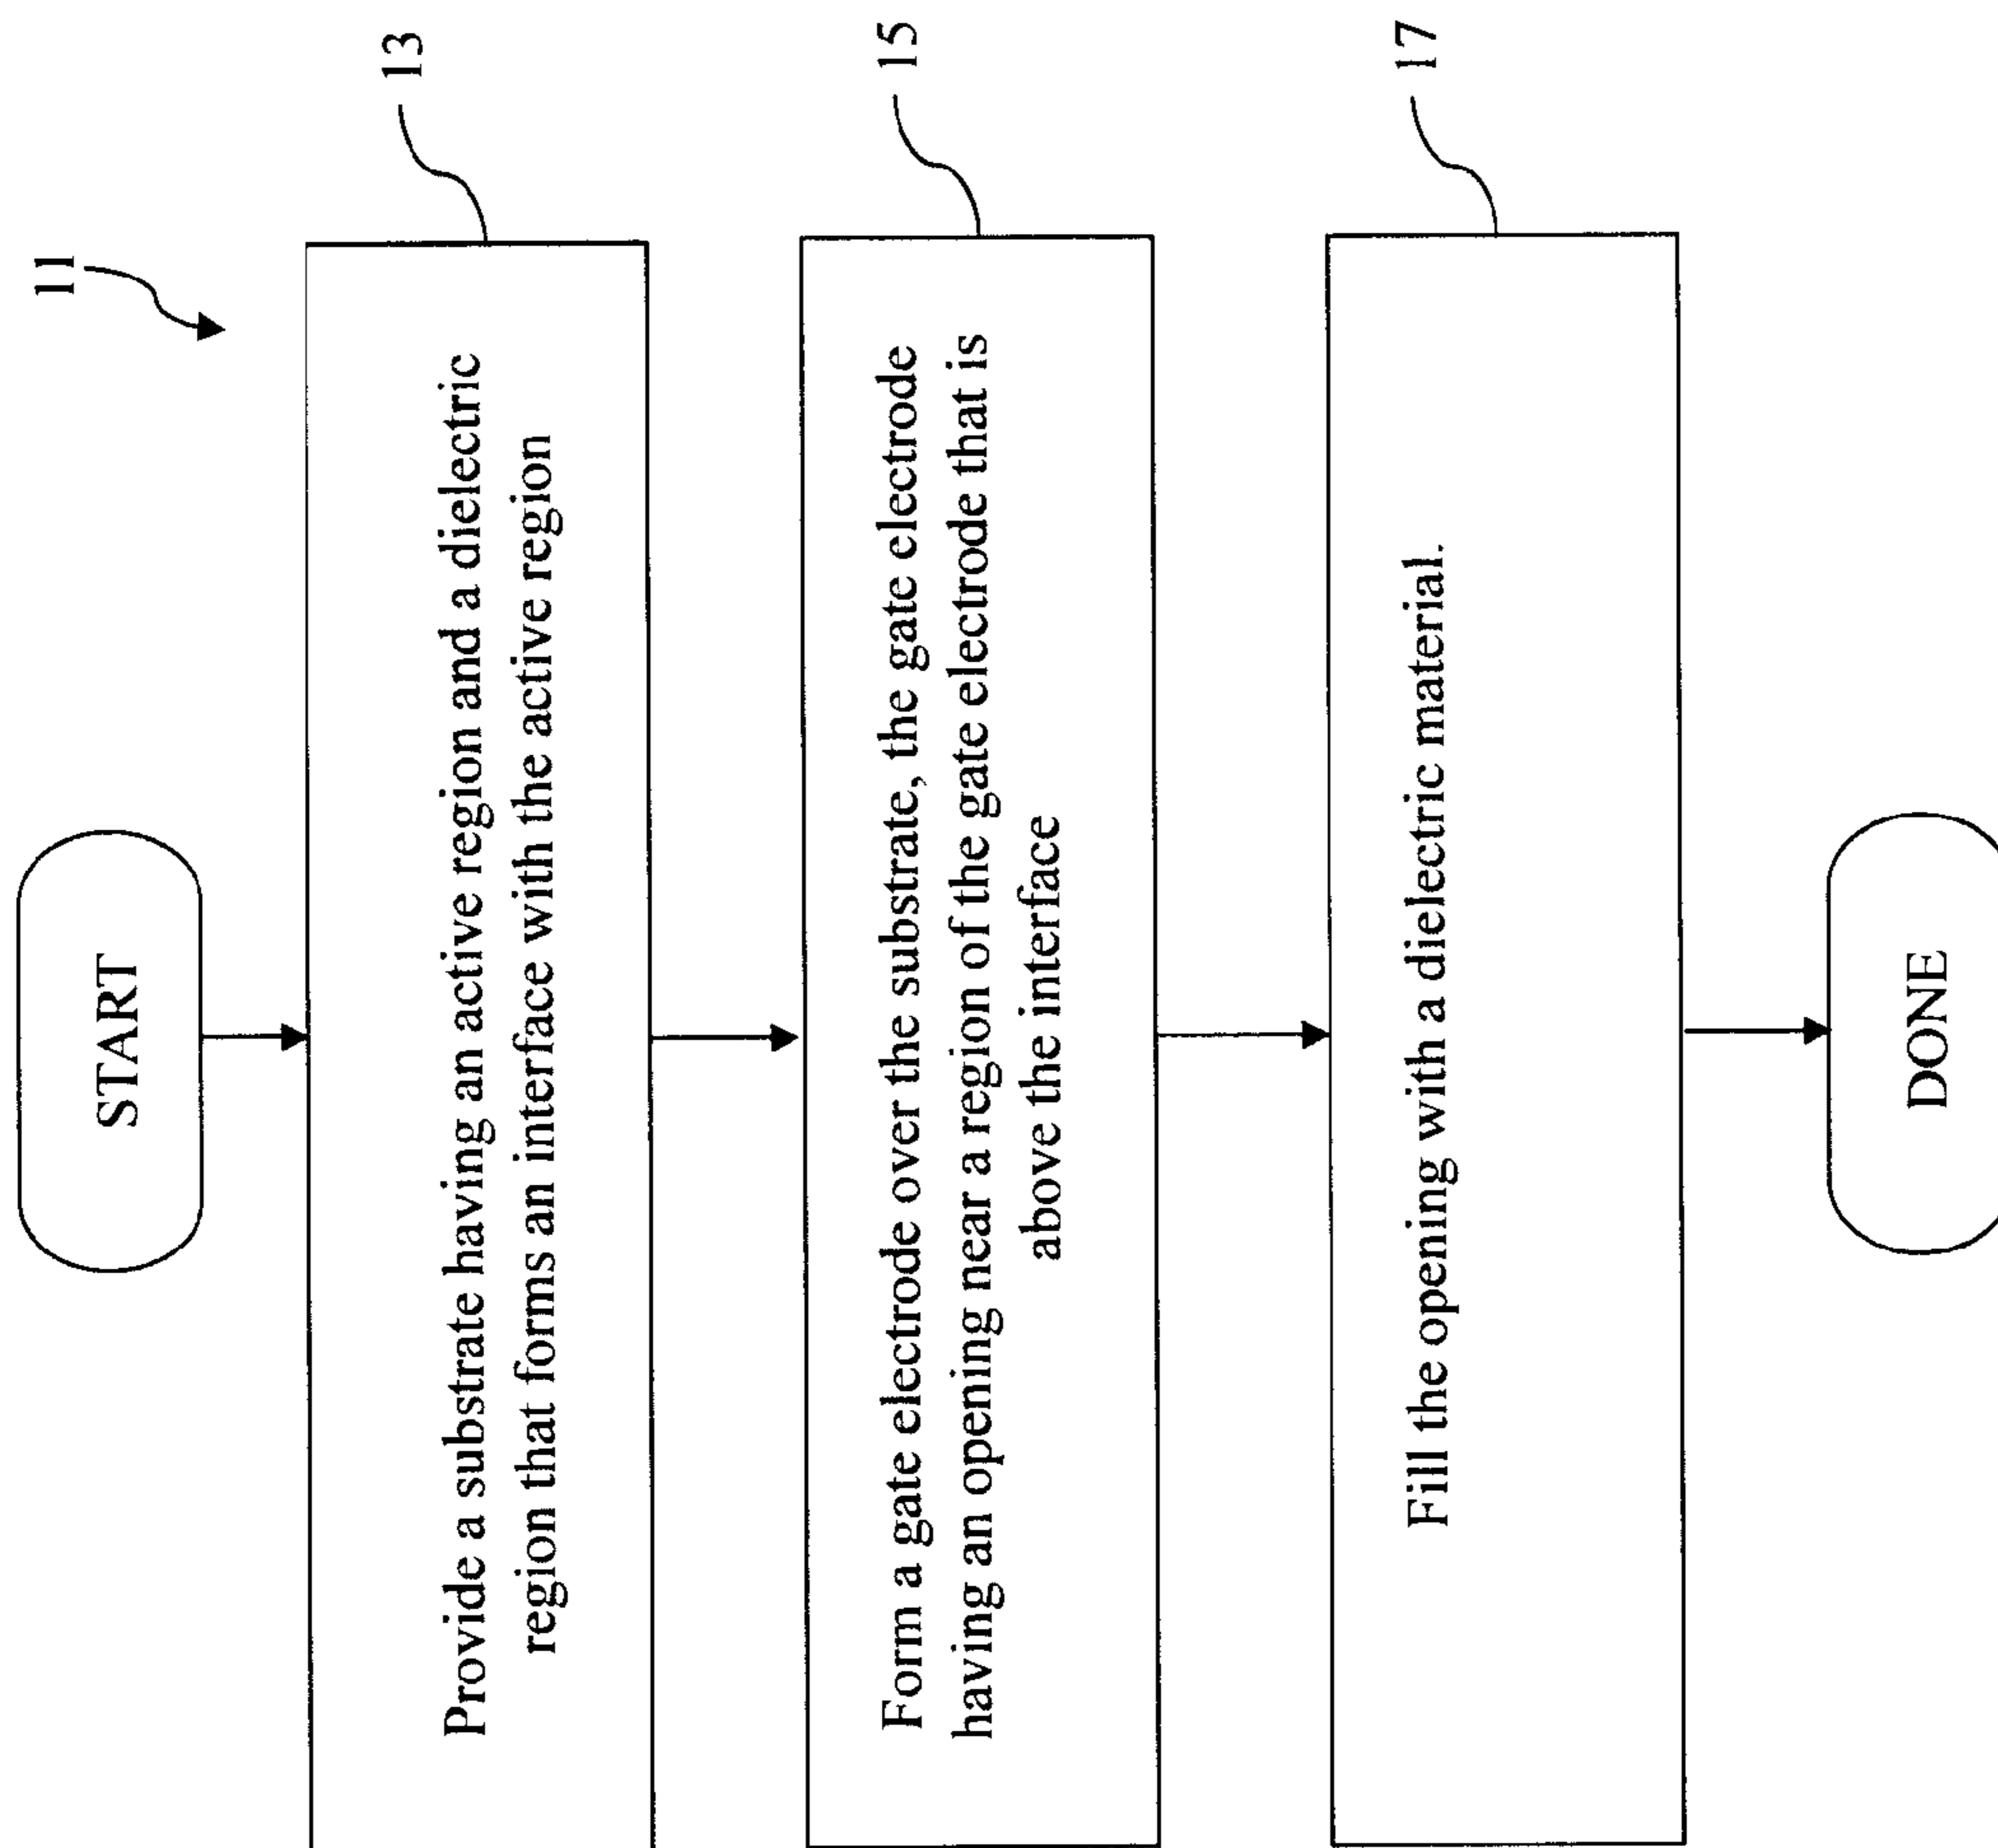 11
START
13
Provide a substrate having an active region and a dielectric
region that forms an interface with the active region
15
Form a gate electrode over the substrate, the gate electrode
having an opening near a region of the gate electrode that is
above the interface
17
Fill the opening with a dielectric material.
DONE